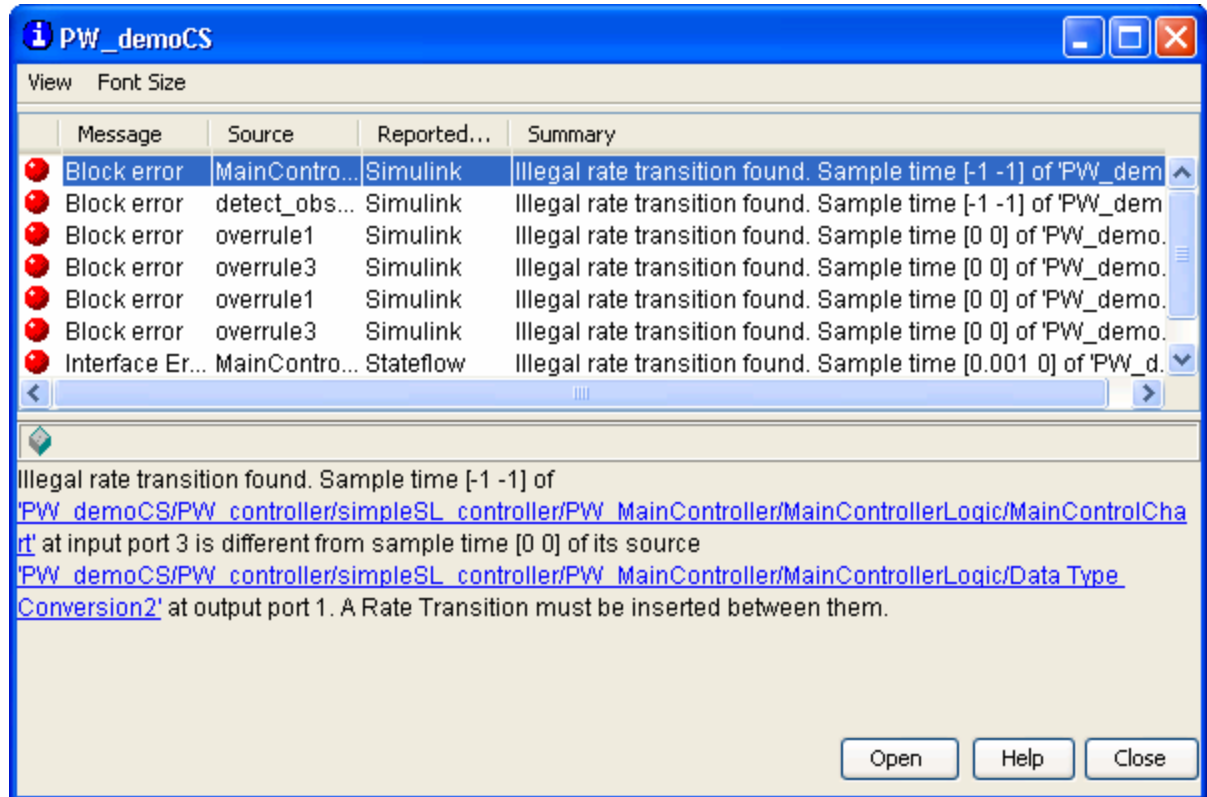 PW_demoCS
View Font Size
Message Source Reported... Summary
Block error MainContro... Simulink Illegal rate transition found. Sample time [-1 -1] of 'PW_dem
Block error detect_obs... Simulink Illegal rate transition found. Sample time [-1 -1] of 'PW_dem
Block error overrule1 Simulink Illegal rate transition found. Sample time [0 0] of 'PW_demo.
Block error overrule3 Simulink Illegal rate transition found. Sample time [0 0] of 'PW_demo.
Block error overrule1 Simulink Illegal rate transition found. Sample time [0 0] of 'PW_demo.
Block error overrule3 Simulink Illegal rate transition found. Sample time [0 0] of 'PW_demo.
Interface Er... MainContro... Stateflow Illegal rate transition found. Sample time [0.001 0] of 'PW_d.
Illegal rate transition found. Sample time [-1 -1] of
'PW_demoCS/PW_controller/simpleSL_controller/PW_MainController/MainControllerLogic/MainControlCha
rt' at input port 3 is different from sample time [0 0] of its source
'PW_demoCS/PW_controller/simpleSL_controller/PW_MainController/MainControllerLogic/Data Type
Conversion2' at output port 1. A Rate Transition must be inserted between them.
Open Help Close